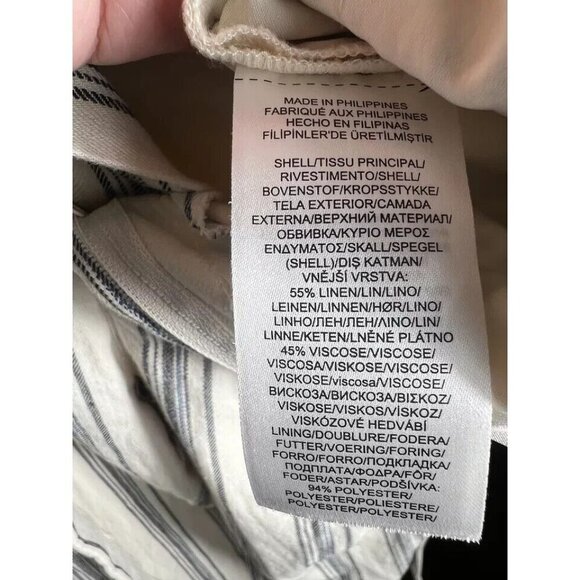 MADE IN PHILIPPINES
FABRIQUÉ AUX PHILIPPINES
HECHO EN FILIPINAS
FİLİPİNLER'DE ÜRETİLMİŞTİR
SHELL/TISSU PRINCIPAL/
RIVESTIMENTO/SHELL/
BOVENSTOF/KROPSSTYKKE/
TELA EXTERIOR/CAMADA
EXTERNA/ВЕРХНИЙ МАТЕРИАЛ/
ОБВИВКА/ΚΥΡΙΟ ΜΕΡΟΣ
ΕΝΔΥΜΑΤΟΣ/SKALL/SPEGEL
(SHELL)/DIŞ KATMAN/
VNĚJŠÍ VRSTVA:
55% LINEN/LIN/LINO/
LEINEN/LINNEN/HØR/LINO/
LINHO/ЛЕН/ЛЕН/ΛΙΝΟ/LIN/
LINNE/KETEN/LNĚNÉ PLÁTNO
45% VISCOSE/VISCOSE/
VISCOSA/VISKOSE/VISCOSE/
VISKOSE/viscosa/VISCOSE/
ВИСКОЗА/ВИСКОЗА/ΒΙΣΚΟΖ/
VISKOS/VISKOS/VİSKOZ/
VISKÓZOVÉ HEDVÁBÍ
LINING/DOUBLURE/FODERA/
FUTTER/VOERING/FORING/
FORRO/FORRO/ПОДКЛАДКА/
ПОДПЛАТА/ΦΟΔΡΑ/FÔR/
FODER/ASTAR/PODŠÍVKA:
94% POLYESTER/
POLYESTER/POLIESTERE/
POLYESTER/POLYESTER/